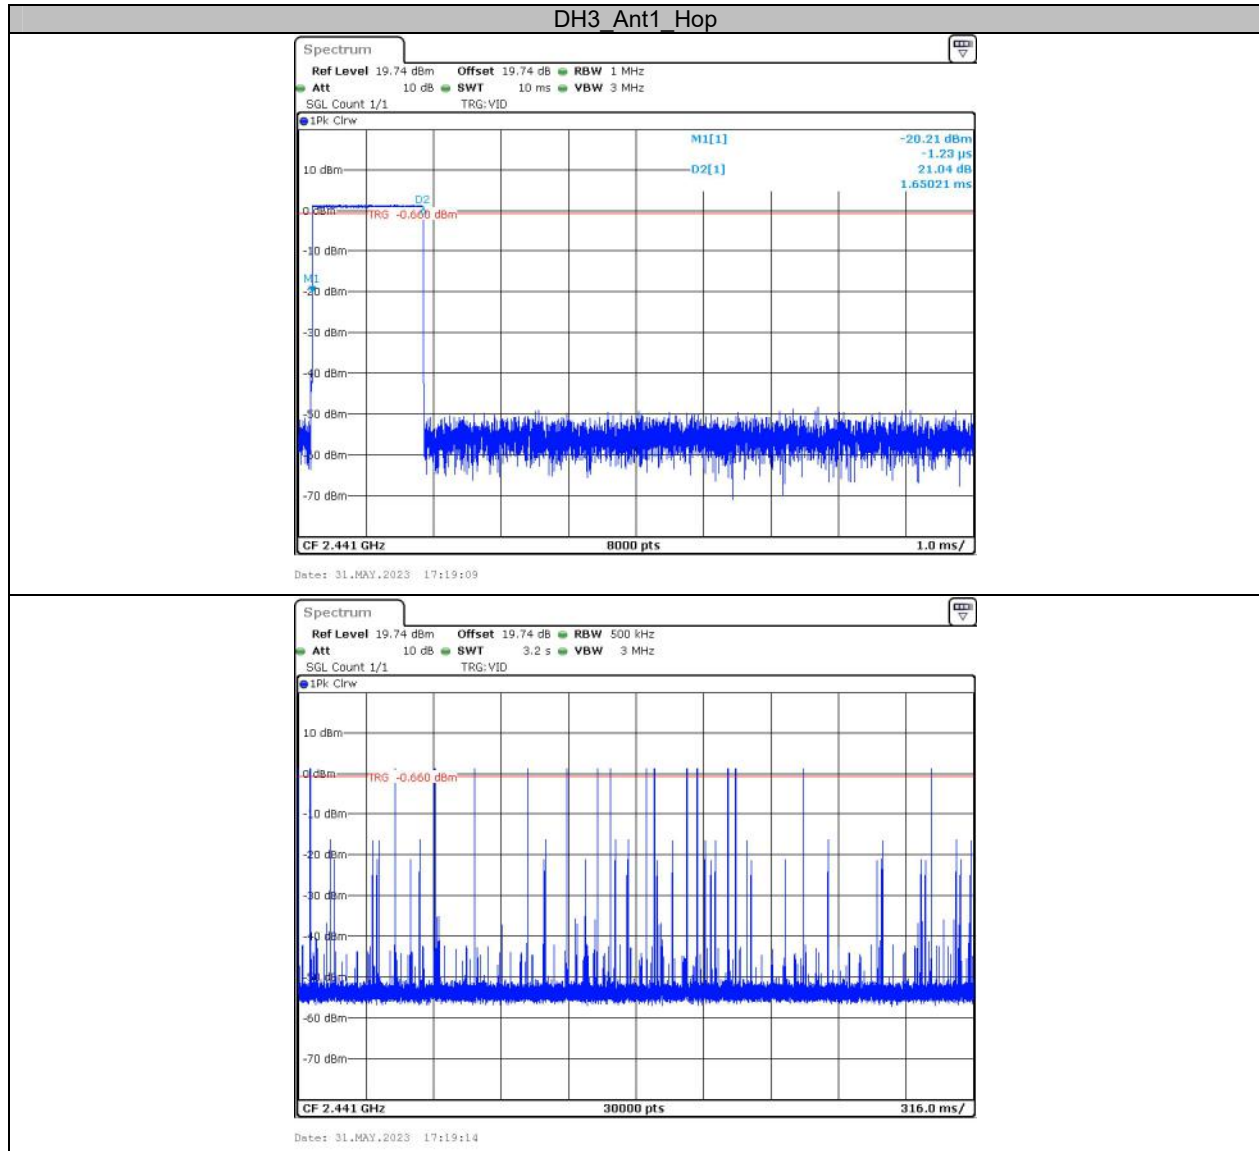 DH3_Ant1_Hop
Spectrum
Ref Level 19.74 dBm Offset 19.74 dB RBW 1 MHz
Att 10 dB SWT 10 ms VBW 3 MHz
SGL Count 1/1 TRG:VID
1Pk Clrw
M1[1] -20.21 dBm
-1.23 µs
10 dBm D2[1] 21.04 dB
1.65021 ms
D2
0 dBm TRG -0.660 dBm
-10 dBm
M1
-20 dBm
-30 dBm
-40 dBm
-50 dBm
-60 dBm
-70 dBm
CF 2.441 GHz 8000 pts 1.0 ms/
Date: 31.MAY.2023 17:19:09
Spectrum
Ref Level 19.74 dBm Offset 19.74 dB RBW 500 kHz
Att 10 dB SWT 3.2 s VBW 3 MHz
SGL Count 1/1 TRG:VID
1Pk Clrw
10 dBm
0 dBm TRG -0.660 dBm
-10 dBm
-20 dBm
-30 dBm
-40 dBm
-50 dBm
-60 dBm
-70 dBm
CF 2.441 GHz 30000 pts 316.0 ms/
Date: 31.MAY.2023 17:19:14